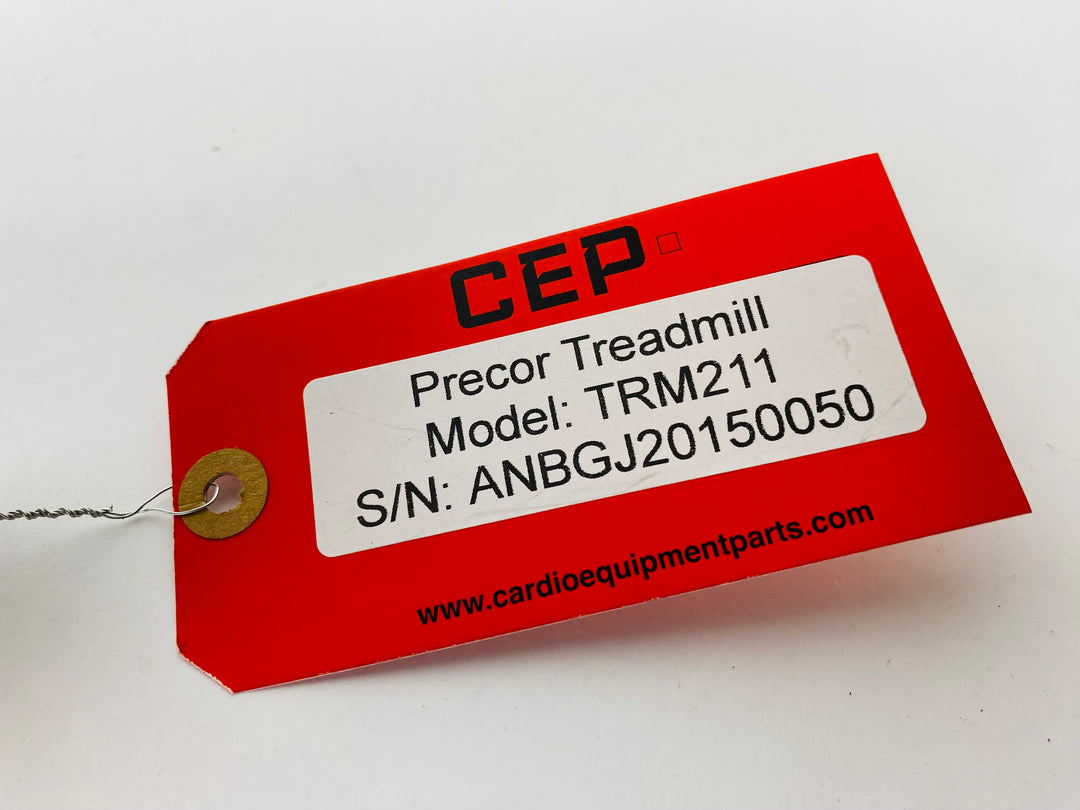 CEP
Precor Treadmill
Model: TRM211
S/N: ANBGJ20150050
www.cardioequipmentparts.com